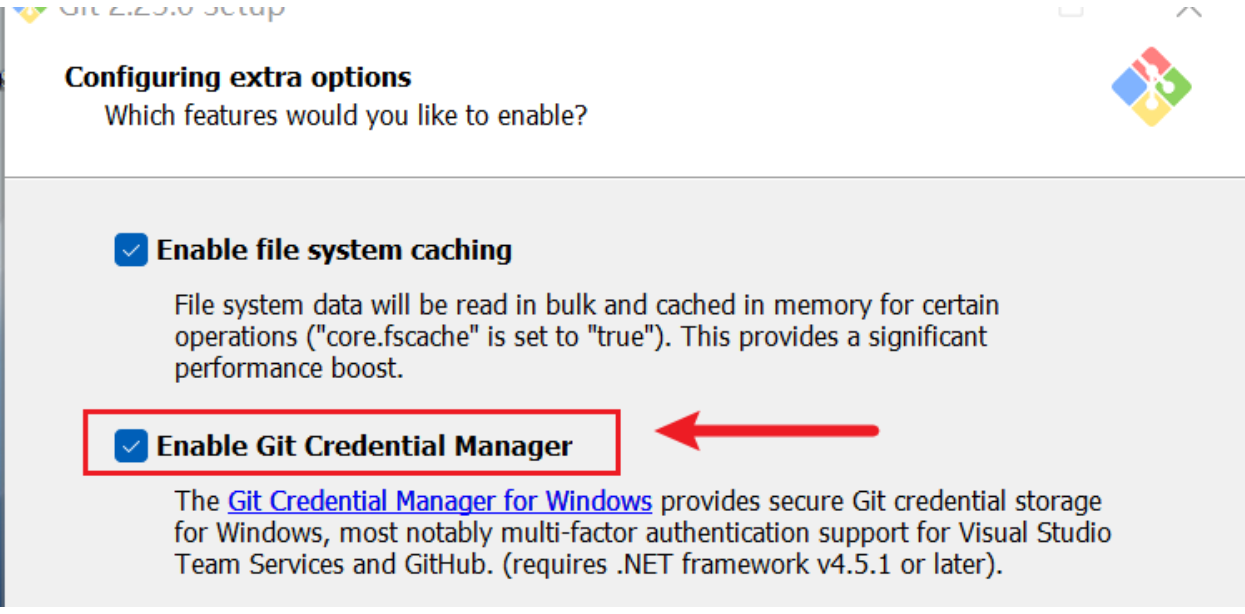 Git 2.23.0 Setup
Configuring extra options
Which features would you like to enable?
Enable file system caching
File system data will be read in bulk and cached in memory for certain
operations ("core.fscache" is set to "true"). This provides a significant
performance boost.
Enable Git Credential Manager
The Git Credential Manager for Windows provides secure Git credential storage
for Windows, most notably multi-factor authentication support for Visual Studio
Team Services and GitHub. (requires .NET framework v4.5.1 or later).